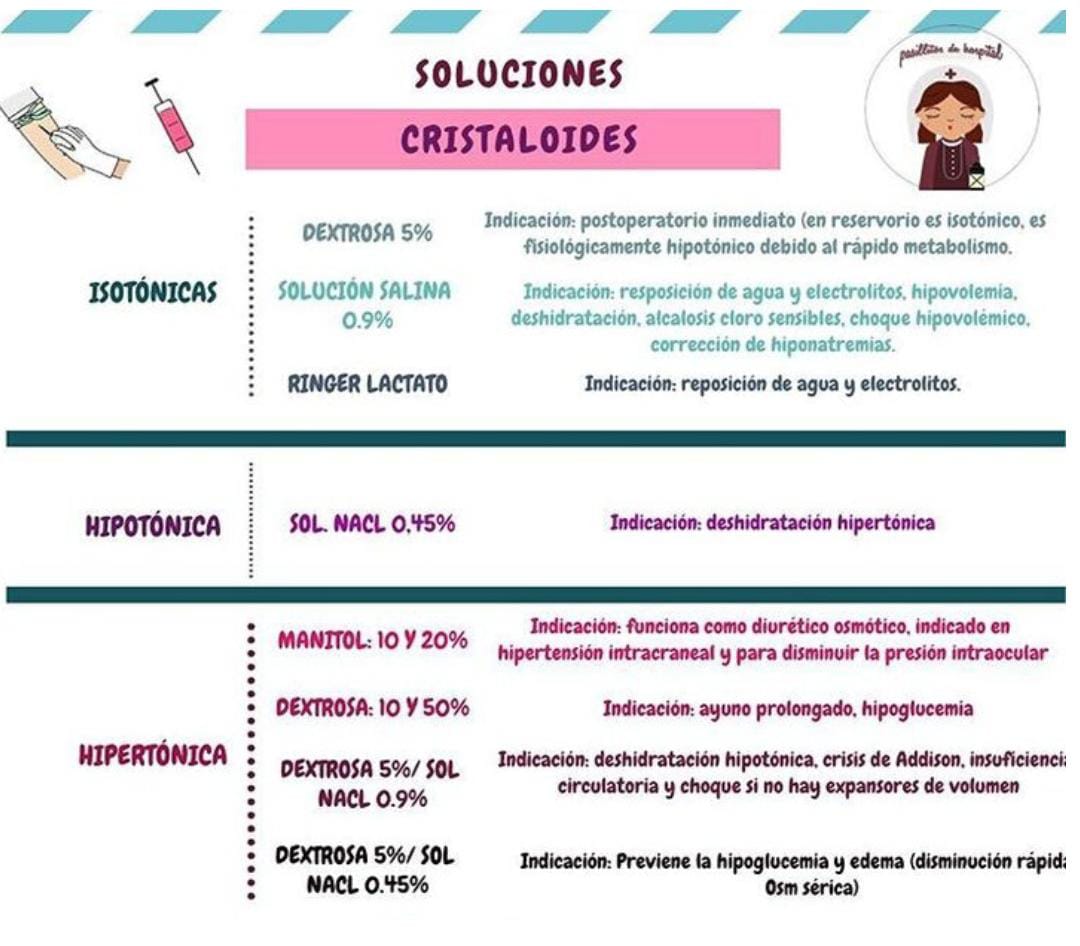 pasillitos de hospital
SOLUCIONES
CRISTALOIDES
ISOTÓNICAS
DEXTROSA 5%
Indicación: postoperatorio inmediato (en reservorio es isotónico, es
fisiológicamente hipotónico debido al rápido metabolismo.
SOLUCIÓN SALINA
0.9%
Indicación: resposición de agua y electrolitos, hipovolemia,
deshidratación, alcalosis cloro sensibles, choque hipovolémico,
corrección de hiponatremias.
RINGER LACTATO
Indicación: reposición de agua y electrolitos.
HIPOTÓNICA
SOL. NACL 0,45%
Indicación: deshidratación hipertónica
HIPERTÓNICA
MANITOL: 10 Y 20%
Indicación: funciona como diurético osmótico, indicado en
hipertensión intracraneal y para disminuir la presión intraocular
DEXTROSA: 10 Y 50%
Indicación: ayuno prolongado, hipoglucemia
DEXTROSA 5%/ SOL
NACL 0.9%
Indicación: deshidratación hipotónica, crisis de Addison, insuficiencia
circulatoria y choque si no hay expansores de volumen
DEXTROSA 5%/ SOL
NACL 0.45%
Indicación: Previene la hipoglucemia y edema (disminución rápida
Osm sérica)